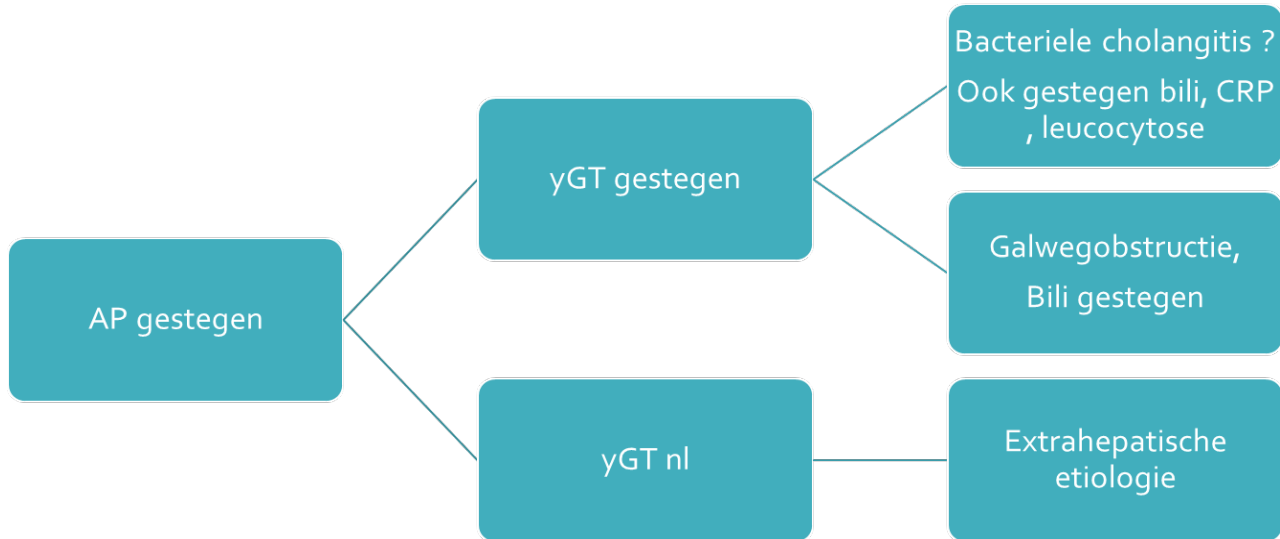 AP gestegen
yGT gestegen
yGT nl
Bacteriele cholangitis ?
Ook gestegen bili, CRP
, leucocytose
Galwegobstructie,
Bili gestegen
Extrahepatische
etiologie